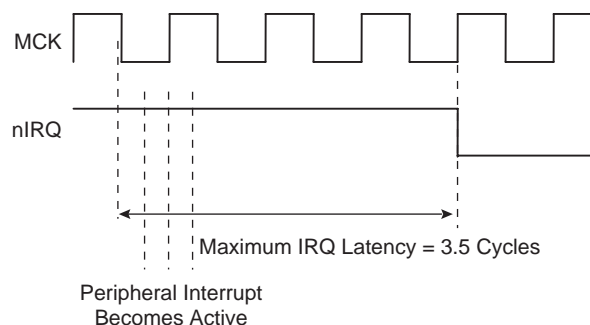 MCK
nIRQ
Maximum IRQ Latency = 3.5 Cycles
Peripheral Interrupt
Becomes Active